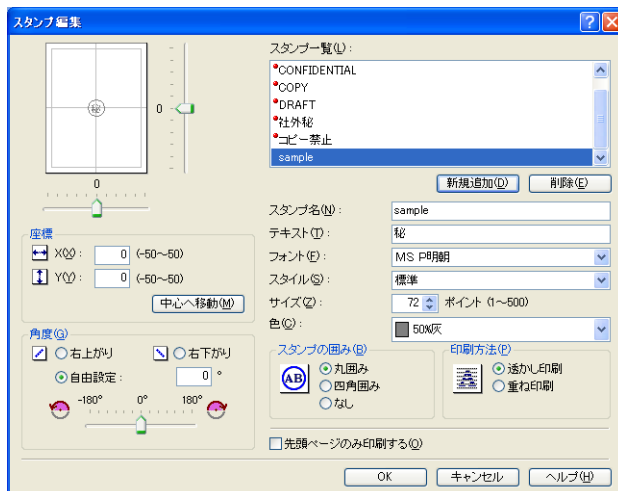 スタンプ編集
スタンプ一覧(L):
CONFIDENTIAL
COPY
DRAFT
社外秘
コピー禁止
sample
秘
0
0
新規追加(D)
削除(E)
スタンプ名(N):
sample
テキスト(T):
秘
フォント(F):
MS P明朝
スタイル(S):
標準
サイズ(Z):
72 ポイント (1~500)
色(C):
50%灰
座標
X(X): 0 (-50~50)
Y(Y): 0 (-50~50)
中心へ移動(M)
角度(G)
右上がり
右下がり
自由設定: 0 °
-180° 0° 180°
スタンプの囲み(B)
AB
丸囲み
四角囲み
なし
印刷方法(P)
透かし印刷
重ね印刷
先頭ページのみ印刷する(O)
OK
キャンセル
ヘルプ(H)